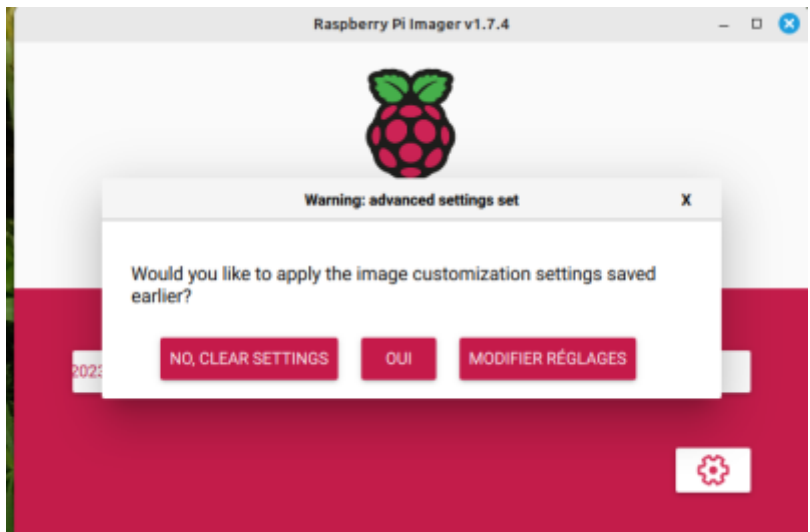 Raspberry Pi Imager v1.7.4
Warning: advanced settings set X
Would you like to apply the image customization settings saved
earlier?
NO, CLEAR SETTINGS OUI MODIFIER RÉGLAGES
2023